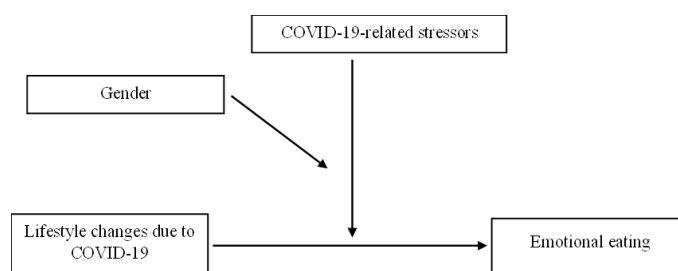 COVID-19-related stressors
Gender
Lifestyle changes due to
COVID-19
Emotional eating